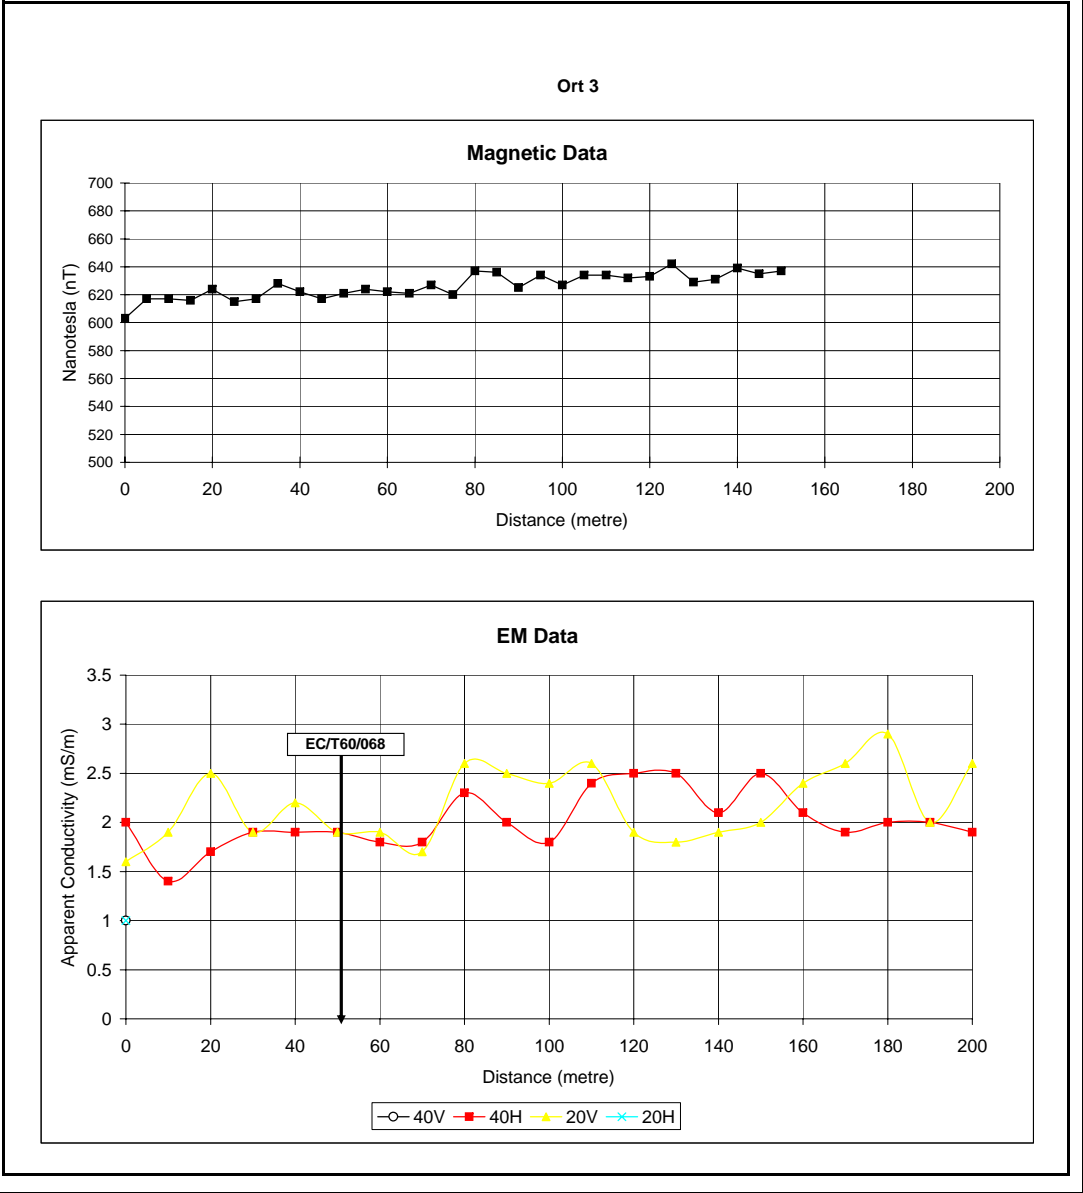 Ort 3
Magnetic Data
Nanotesla (nT)
700
680
660
640
620
600
580
560
540
520
500
0 20 40 60 80 100 120 140 160 180 200
Distance (metre)
EM Data
Apparent Conductivity (mS/m)
3.5
3
2.5
2
1.5
1
0.5
0
EC/T60/068
0 20 40 60 80 100 120 140 160 180 200
Distance (metre)
40V 40H 20V 20H